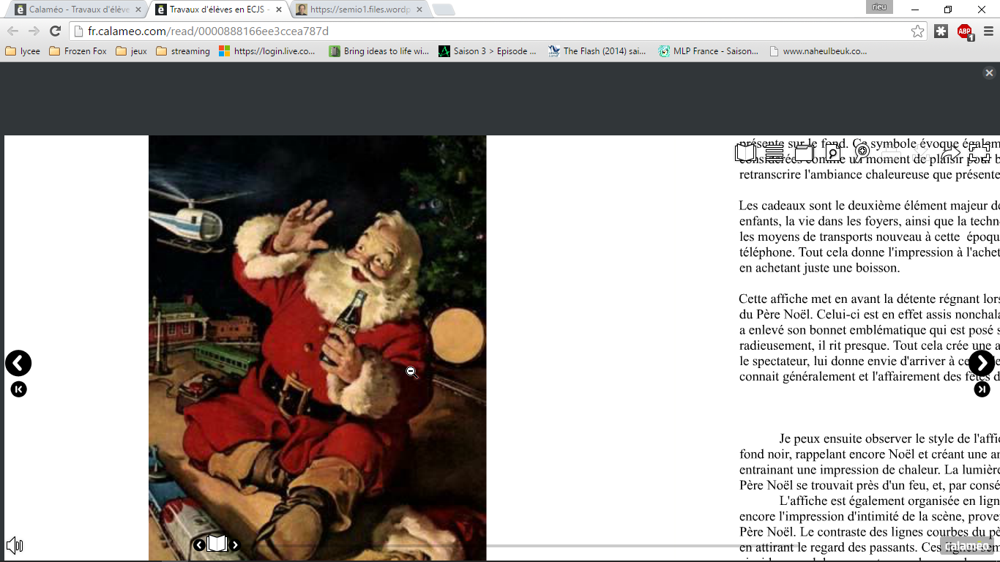 Calaméo - Travaux d'élève
Travaux d'élèves en ECJS -
https://semio1.files.wordp
rieu
fr.calameo.com/read/0000888166ee3ccea787d
ABP
1
lycee
Frozen Fox
jeux
streaming
https://login.live.co...
Bring ideas to life wi...
Saison 3 > Episode ...
The Flash (2014) sai...
MLP France - Saison...
www.naheulbeuk.co...
présente sur le fond. Ce symbole évoque égalem
considérées comme un moment de plaisir pour b
retranscrire l'ambiance chaleureuse que présente
Les cadeaux sont le deuxième élément majeur de
enfants, la vie dans les foyers, ainsi que la techn
les moyens de transports nouveau à cette époqu
téléphone. Tout cela donne l'impression à l'achet
en achetant juste une boisson.
Cette affiche met en avant la détente régnant lors
du Père Noël. Celui-ci est en effet assis nonchala
a enlevé son bonnet emblématique qui est posé s
radieusement, il rit presque. Tout cela crée une a
le spectateur, lui donne envie d'arriver à ce
connait généralement et l'affairement des fêtes d
Je peux ensuite observer le style de l'affic
fond noir, rappelant encore Noël et créant une an
entrainant une impression de chaleur. La lumière
Père Noël se trouvait près d'un feu, et, par consé
L'affiche est également organisée en lign
encore l'impression d'intimité de la scène, prove
Père Noël. Le contraste des lignes courbes du pè
en attirant le regard des passants. Ces lignes sem
calaméo